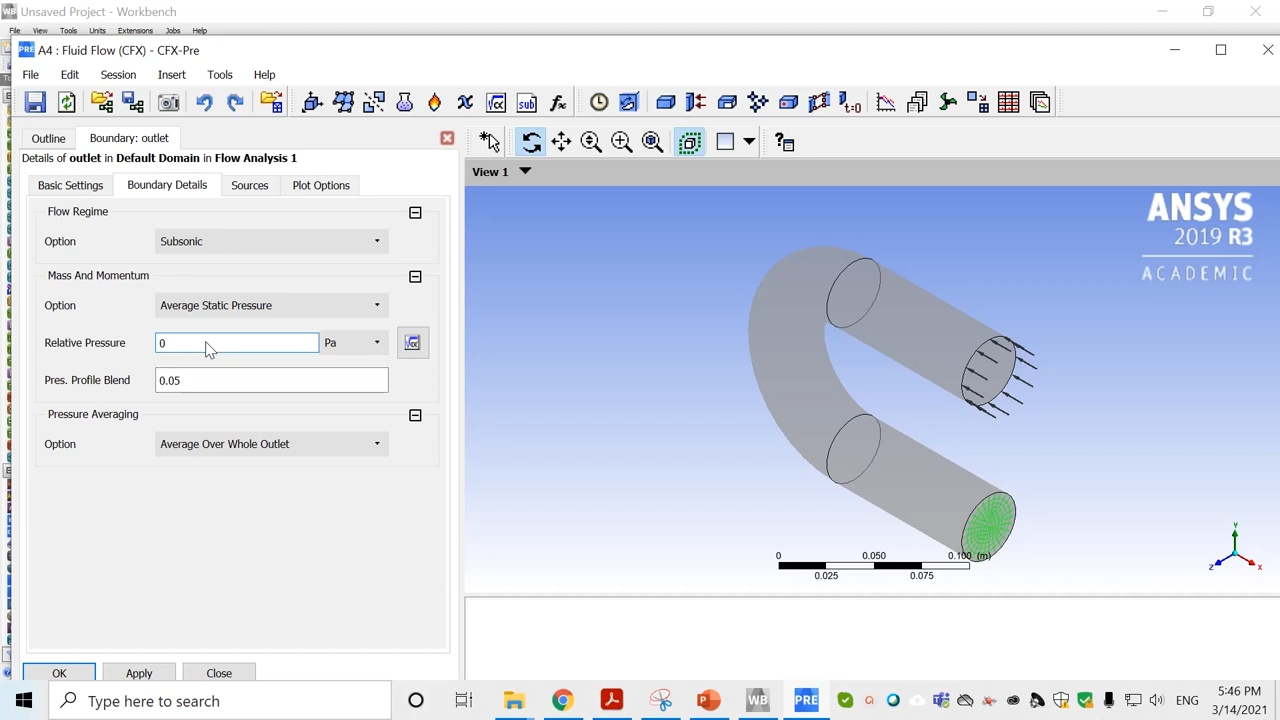 WB Unsaved Project - Workbench
File View Tools Units Extensions Jobs Help
PRE A4 : Fluid Flow (CFX) - CFX-Pre
File Edit Session Insert Tools Help
Outline Boundary: outlet
Details of outlet in Default Domain in Flow Analysis 1
Basic Settings Boundary Details Sources Plot Options
Flow Regime
Option Subsonic
Mass And Momentum
Option Average Static Pressure
Relative Pressure 0 Pa
Pres. Profile Blend 0.05
Pressure Averaging
Option Average Over Whole Outlet
OK Apply Close
View 1
ANSYS
2019 R3
ACADEMIC
0 0.050 0.100 (m)
0.025 0.075
Y
Z X
Type here to search
WB PRE
ENG
5:46 PM
3/14/2021